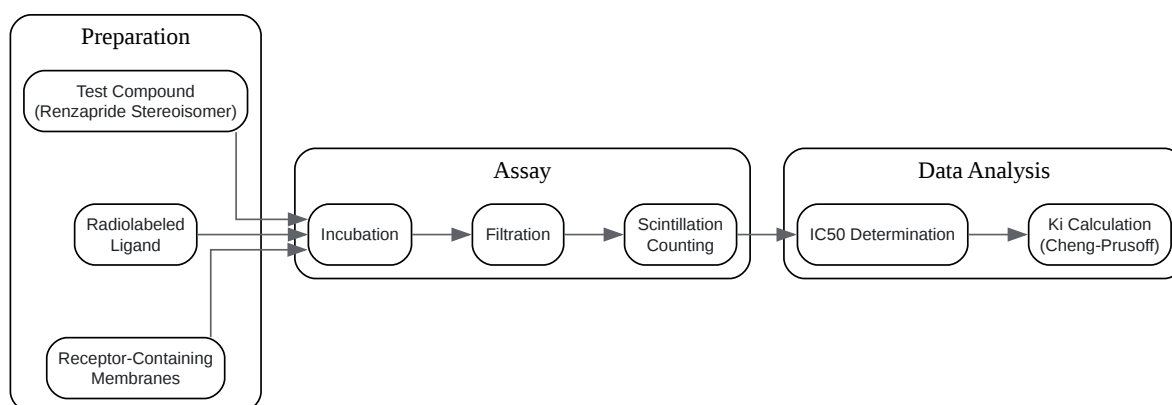 Preparation
Test Compound
(Renzapride Stereoisomer)
Radiolabeled
Ligand
Receptor-Containing
Membranes
Assay
Incubation
Filtration
Scintillation
Counting
Data Analysis
IC50 Determination
Ki Calculation
(Cheng-Prusoff)